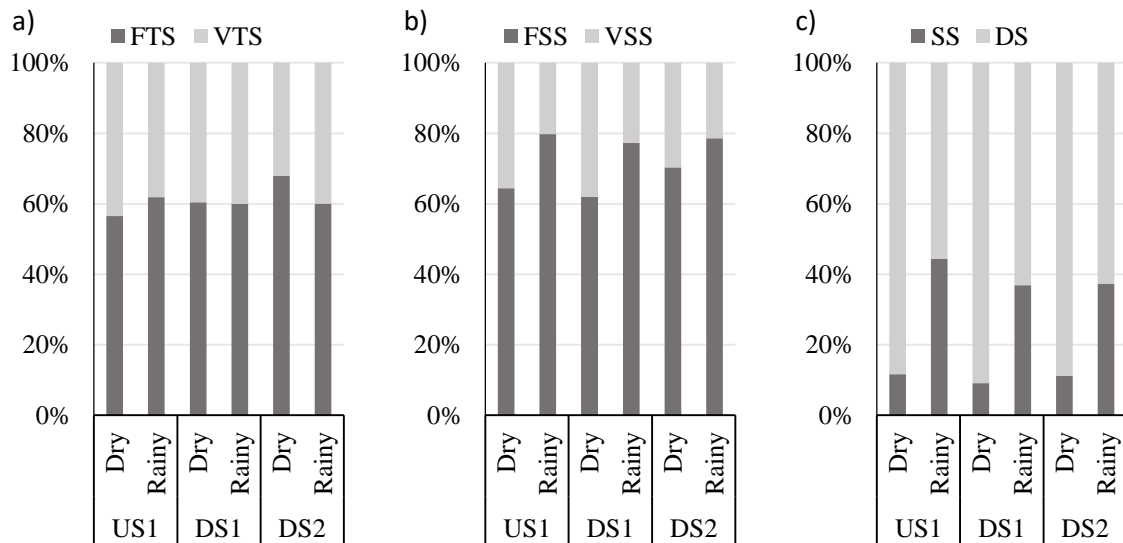 a)
FTS VTS
100%
80%
60%
40%
20%
0%
Dry Rainy Dry Rainy Dry Rainy
US1 DS1 DS2
b)
FSS VSS
100%
80%
60%
40%
20%
0%
Dry Rainy Dry Rainy Dry Rainy
US1 DS1 DS2
c)
SS DS
100%
80%
60%
40%
20%
0%
Dry Rainy Dry Rainy Dry Rainy
US1 DS1 DS2